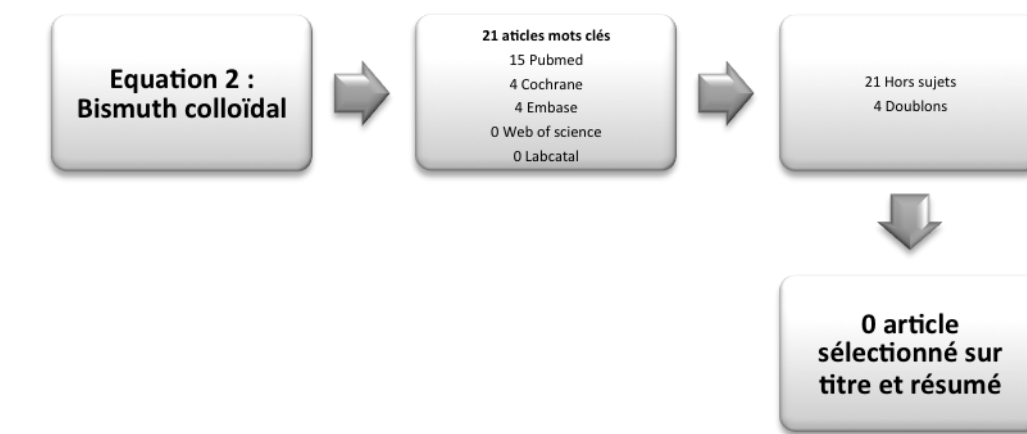 Equation 2 :
Bismuth colloïdal
21 aticles mots clés
15 Pubmed
4 Cochrane
4 Embase
0 Web of science
0 Labcatal
21 Hors sujets
4 Doublons
0 article
sélectionné sur
titre et résumé